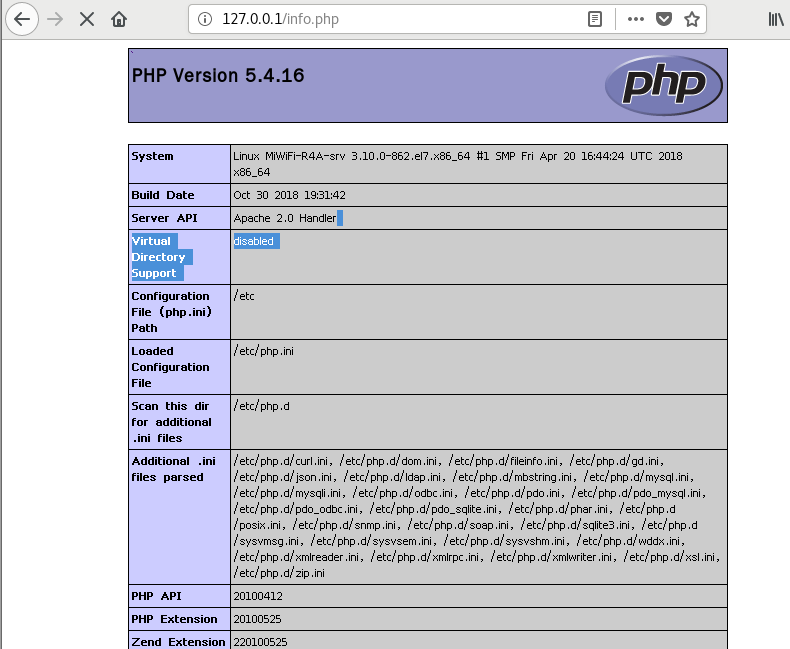 127.0.0.1/info.php
PHP Version 5.4.16
php
System
Linux MiWiFi-R4A-srv 3.10.0-862.el7.x86_64 #1 SMP Fri Apr 20 16:44:24 UTC 2018
x86_64
Build Date
Oct 30 2018 19:31:42
Server API
Apache 2.0 Handler
Virtual
Directory
Support
disabled
Configuration
File (php.ini)
Path
/etc
Loaded
Configuration
File
/etc/php.ini
Scan this dir
for additional
.ini files
/etc/php.d
Additional .ini
files parsed
/etc/php.d/curl.ini, /etc/php.d/dom.ini, /etc/php.d/fileinfo.ini, /etc/php.d/gd.ini,
/etc/php.d/json.ini, /etc/php.d/ldap.ini, /etc/php.d/mbstring.ini, /etc/php.d/mysql.ini,
/etc/php.d/mysqli.ini, /etc/php.d/odbc.ini, /etc/php.d/pdo.ini, /etc/php.d/pdo_mysql.ini,
/etc/php.d/pdo_odbc.ini, /etc/php.d/pdo_sqlite.ini, /etc/php.d/phar.ini, /etc/php.d
/posix.ini, /etc/php.d/snmp.ini, /etc/php.d/soap.ini, /etc/php.d/sqlite3.ini, /etc/php.d
/sysvmsg.ini, /etc/php.d/sysvsem.ini, /etc/php.d/sysvshm.ini, /etc/php.d/wddx.ini,
/etc/php.d/xmlreader.ini, /etc/php.d/xmlrpc.ini, /etc/php.d/xmlwriter.ini, /etc/php.d/xsl.ini,
/etc/php.d/zip.ini
PHP API
20100412
PHP Extension
20100525
Zend Extension
220100525